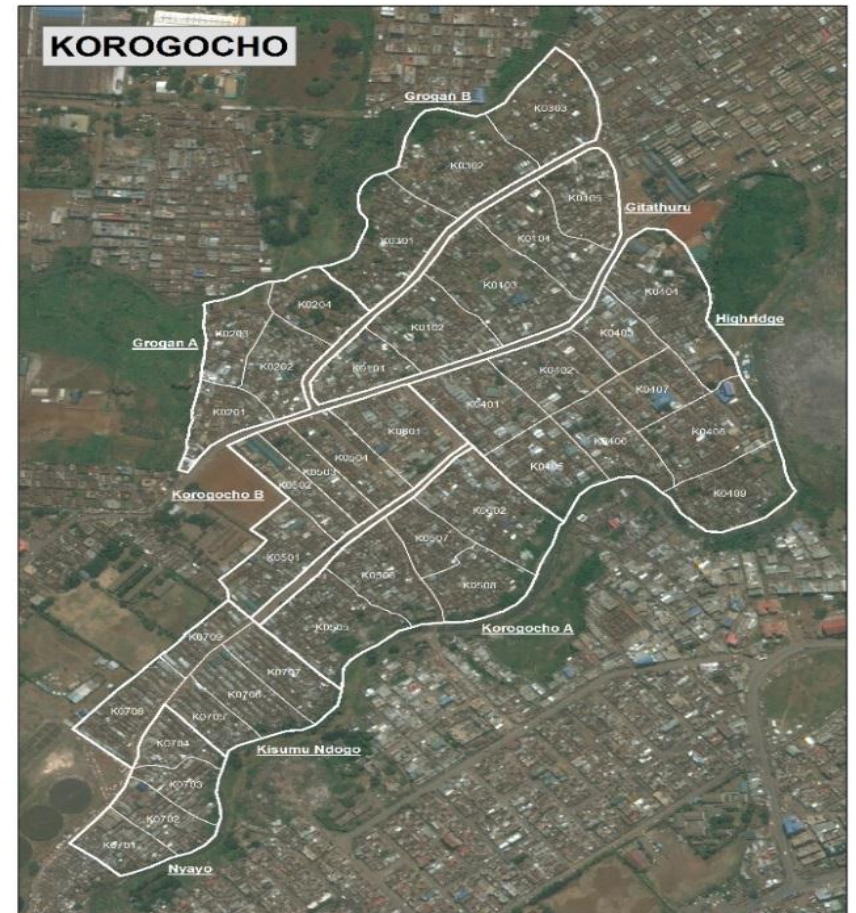 KOROGOCHO
Grogan B
K0303
K0302
K0105
Gitathuru
K0301
K0104
K0103
K0404
K0204
Highridge
K0203
K0102
K0403
Grogan A
K0202
K0101
K0402
K0407
K0201
K0401
K0408
K0601
K0406
K0504
K0405
K0503
K0502
K0409
Korogocho B
K0602
K0507
K0501
K0506
K0508
K0505
Korogocho A
K0709
K0707
K0706
K0708
K0705
K0704
Kisumu Ndogo
K0703
K0702
K0701
Nyayo